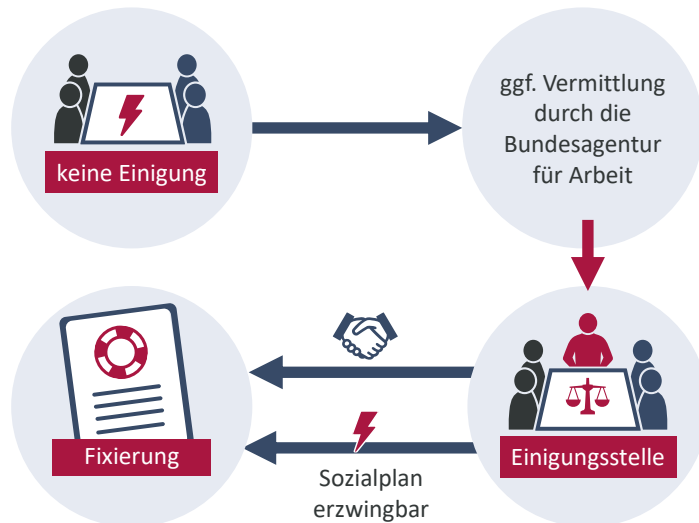 keine Einigung
ggf. Vermittlung
durch die
Bundesagentur
für Arbeit
Fixierung
Sozialplan
erzwingbar
Einigungsstelle